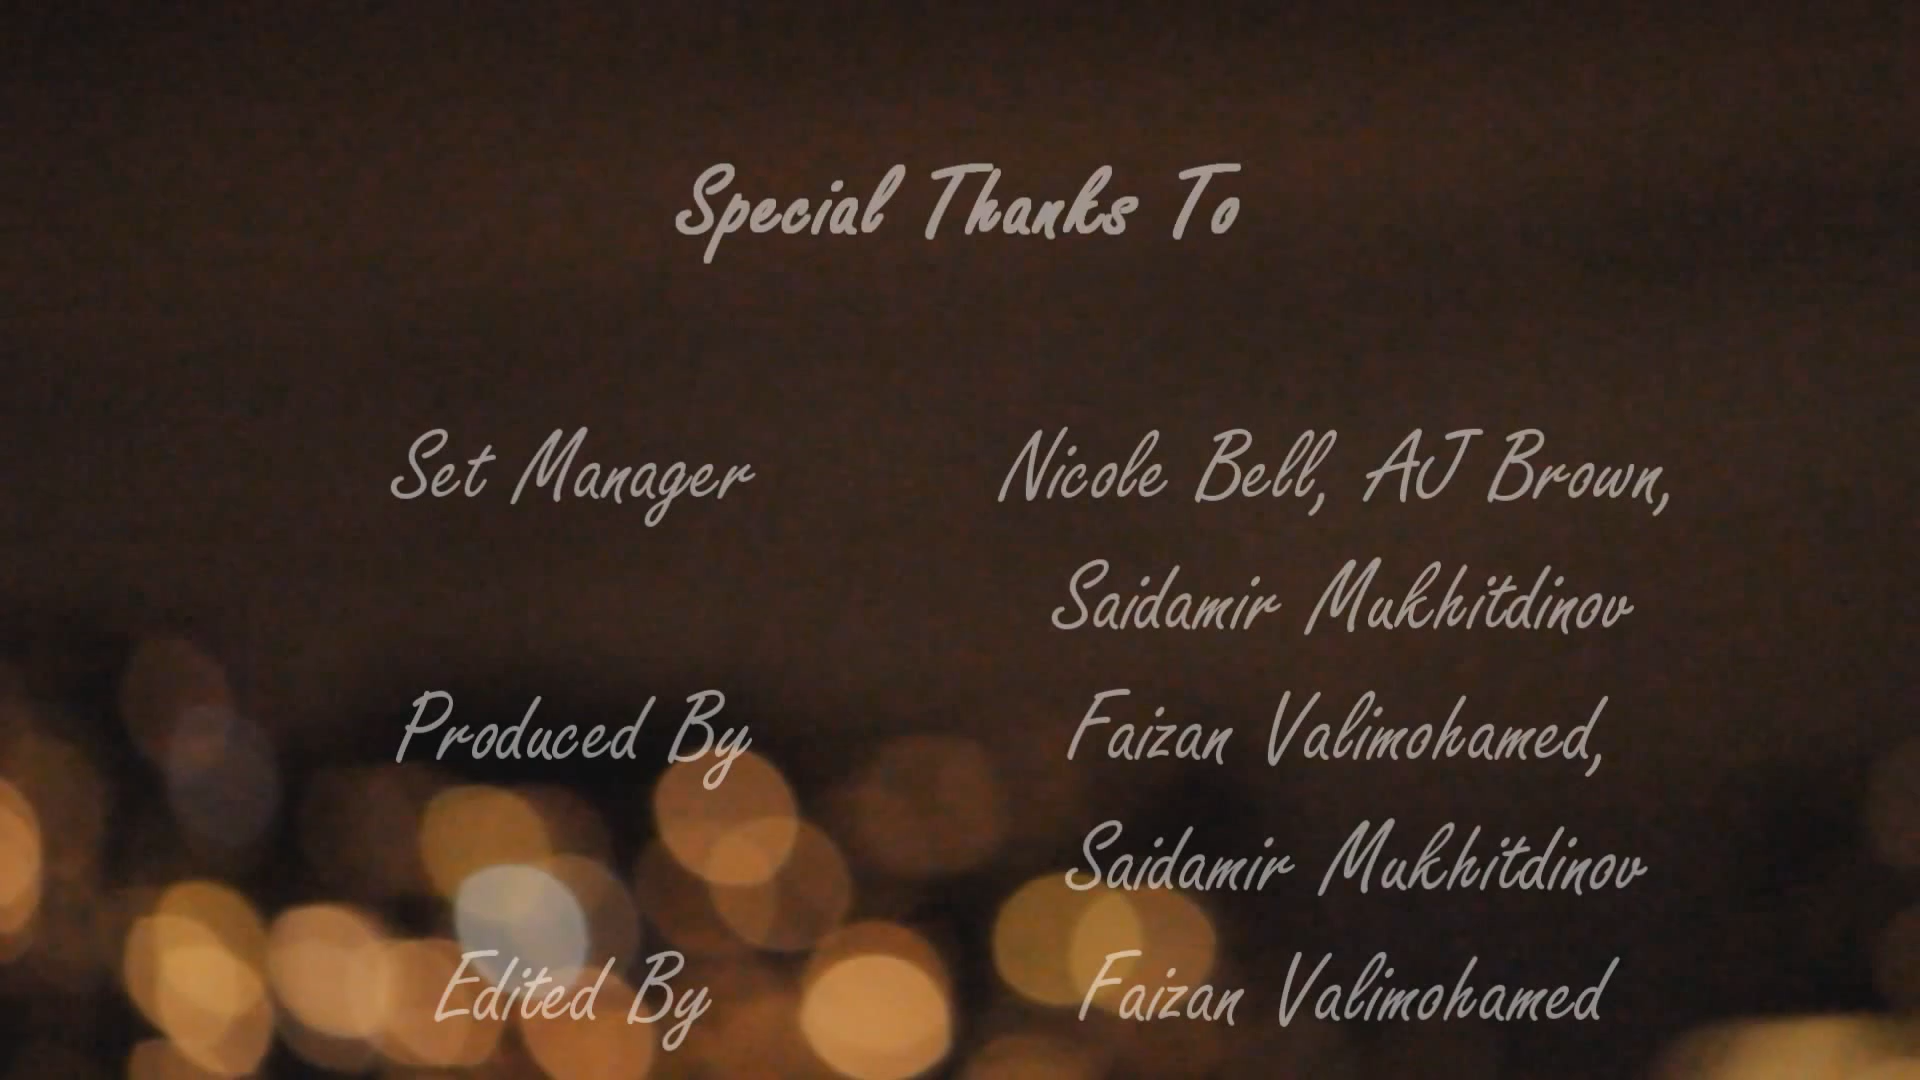 Special Thanks To
Set Manager Nicole Bell, AJ Brown,
Saidamir Mukhitdinov
Produced By Faizan Valimohamed,
Saidamir Mukhitdinov
Edited By Faizan Valimohamed